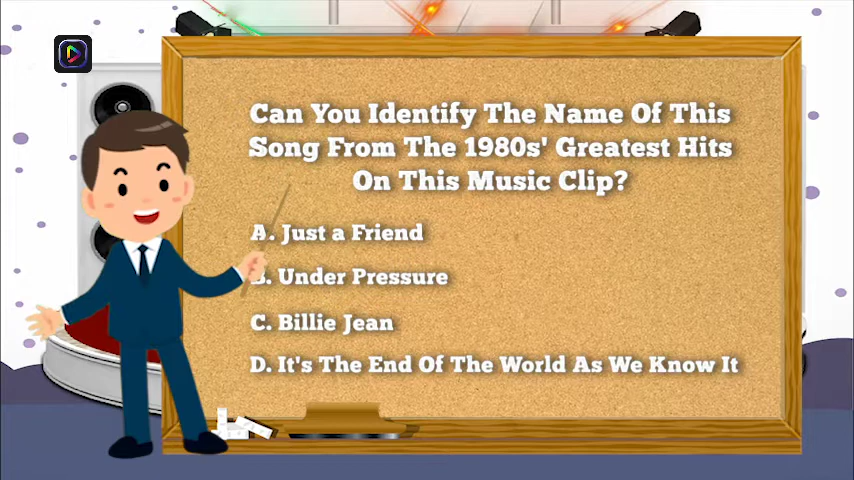 Can You Identify The Name Of This
Song From The 1980s' Greatest Hits
On This Music Clip?
A. Just a Friend
B. Under Pressure
C. Billie Jean
D. It's The End Of The World As We Know It